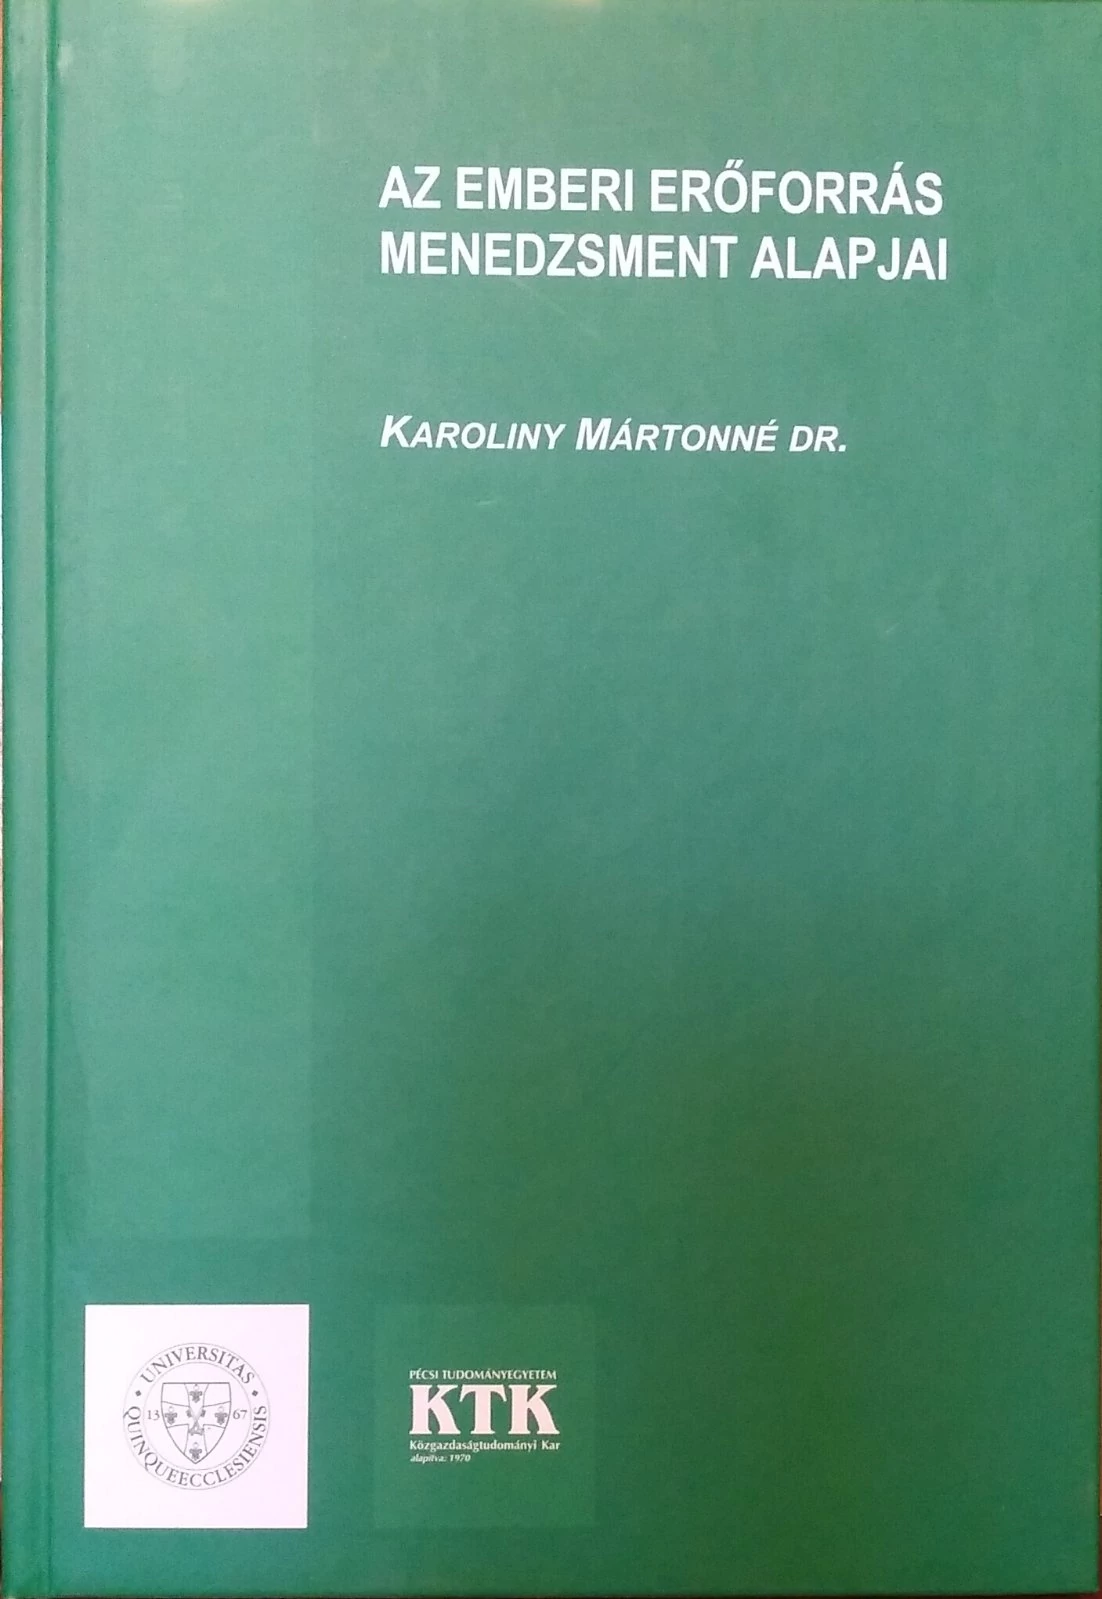 AZ EMBERI ERŐFORRÁS
MENEDZSMENT ALAPJAI
KAROLINY MÁRTONNÉ DR.
UNIVERSITAS
13 67
QUINQUEECCLESIENSIS
PÉCSI TUDOMÁNYEGYETEM
KTK
Közgazdaságtudományi Kar
alapítva: 1970